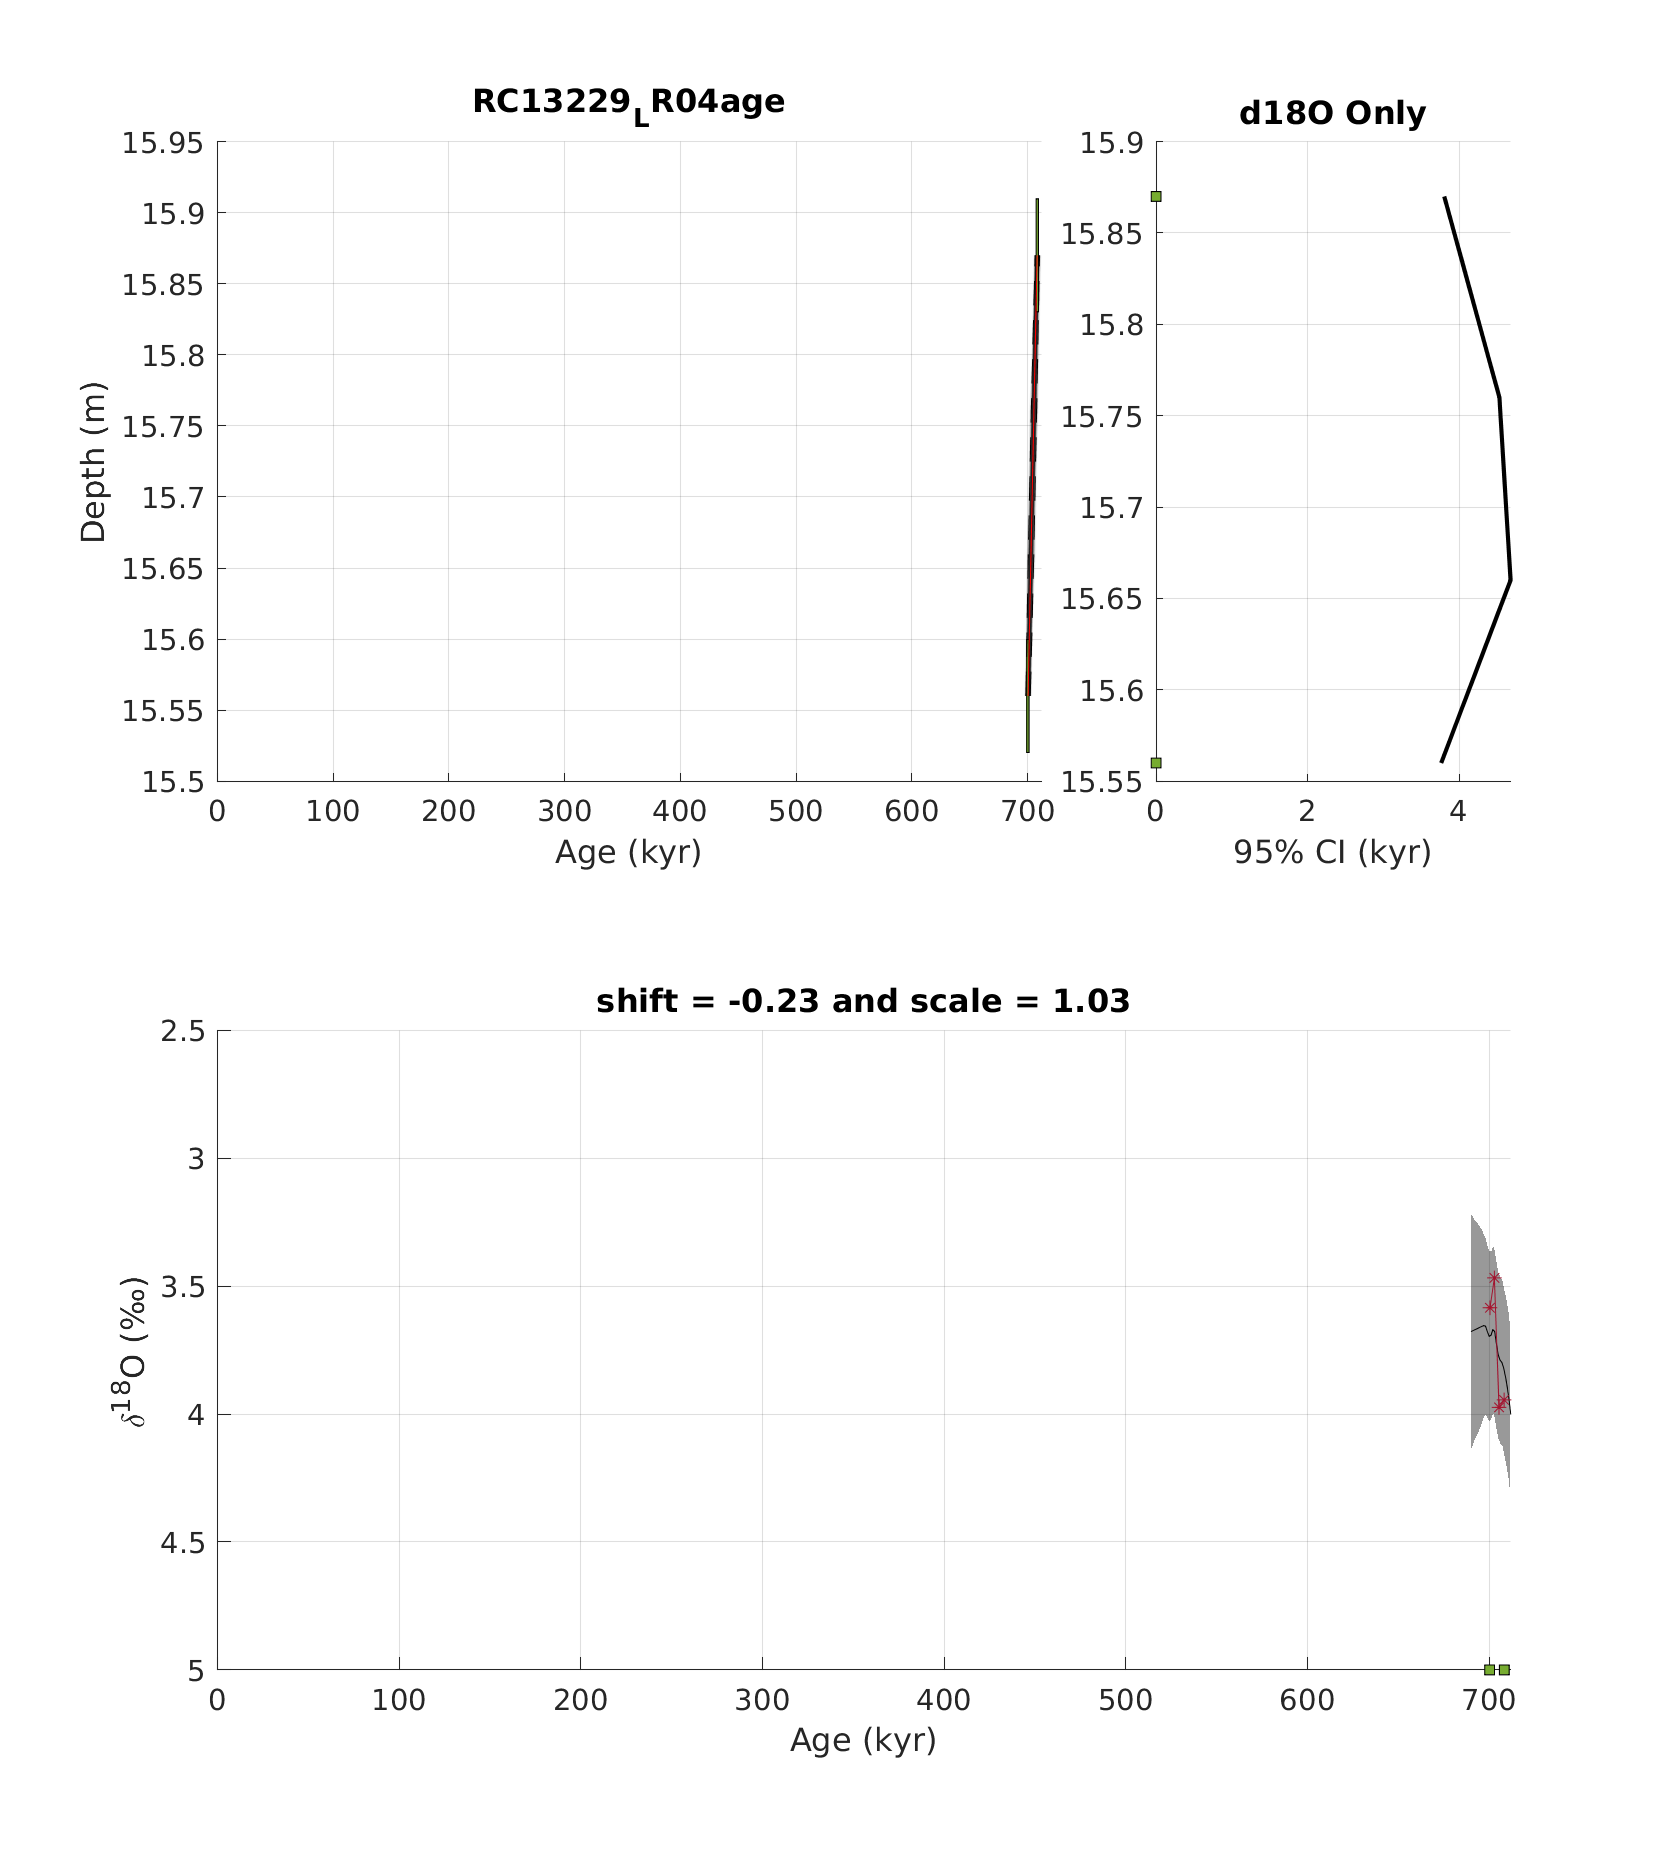 RC13229LR04age
15.95
15.9
15.85
15.8
15.75
15.7
15.65
15.6
15.55
15.5
Depth (m)
0 100 200 300 400 500 600 700
Age (kyr)
d18O Only
15.9
15.85
15.8
15.75
15.7
15.65
15.6
15.55
0 2 4
95% CI (kyr)
shift = -0.23 and scale = 1.03
2.5
3
3.5
4
4.5
5
δ18O (‰)
0 100 200 300 400 500 600 700
Age (kyr)